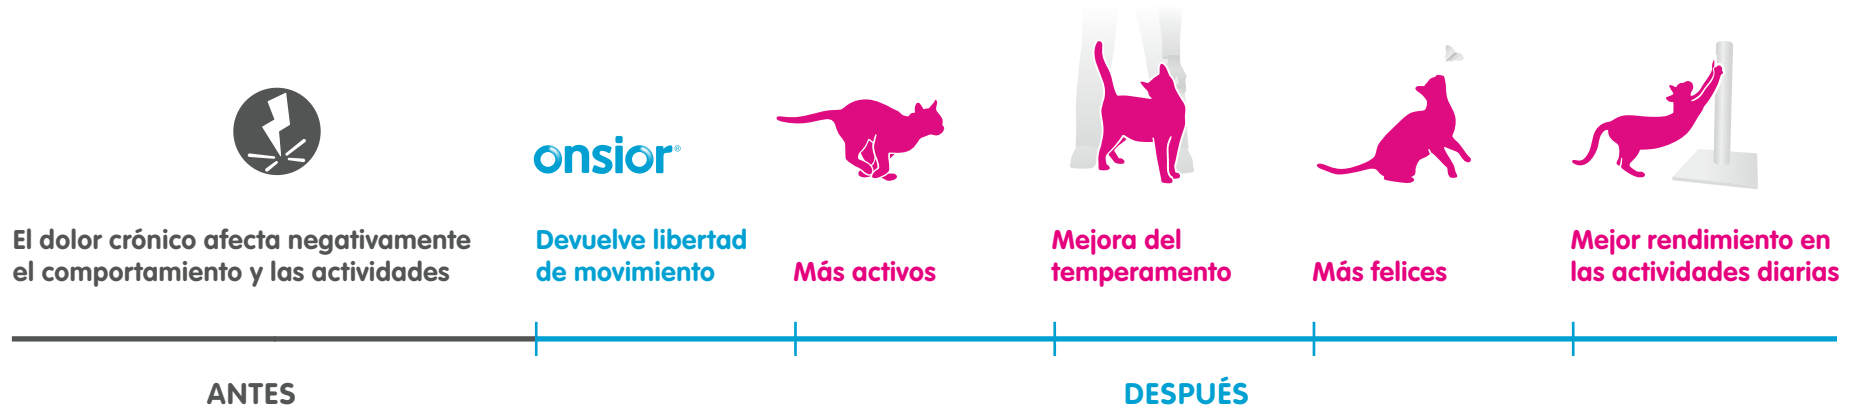 onsior®
El dolor crónico afecta negativamente
el comportamiento y las actividades
Devuelve libertad
de movimiento
Más activos
Mejora del
temperamento
Más felices
Mejor rendimiento en
las actividades diarias
ANTES
DESPUÉS